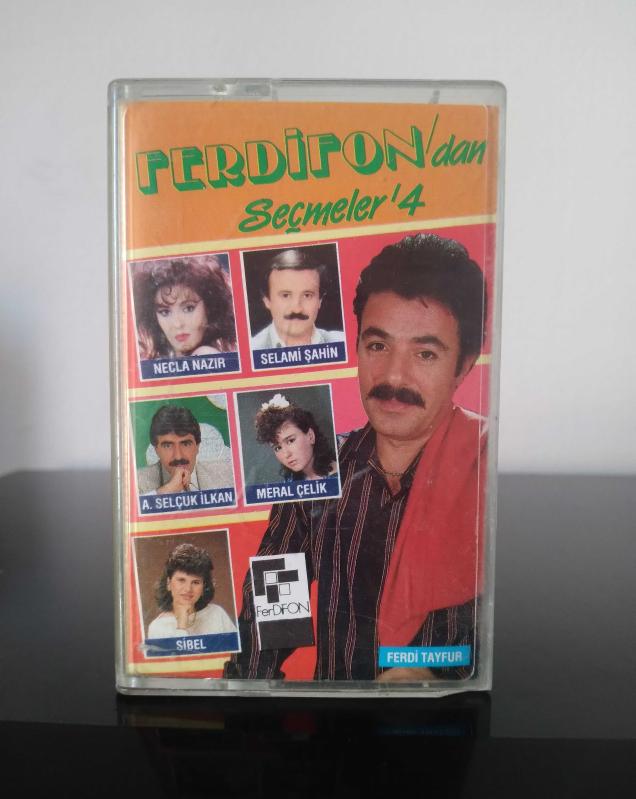 FERDİFON'dan
Seçmeler '4
NECLA NAZIR
SELAMİ ŞAHİN
A. SELÇUK İLKAN
MERAL ÇELİK
SİBEL
FerDİFON
FERDİ TAYFUR